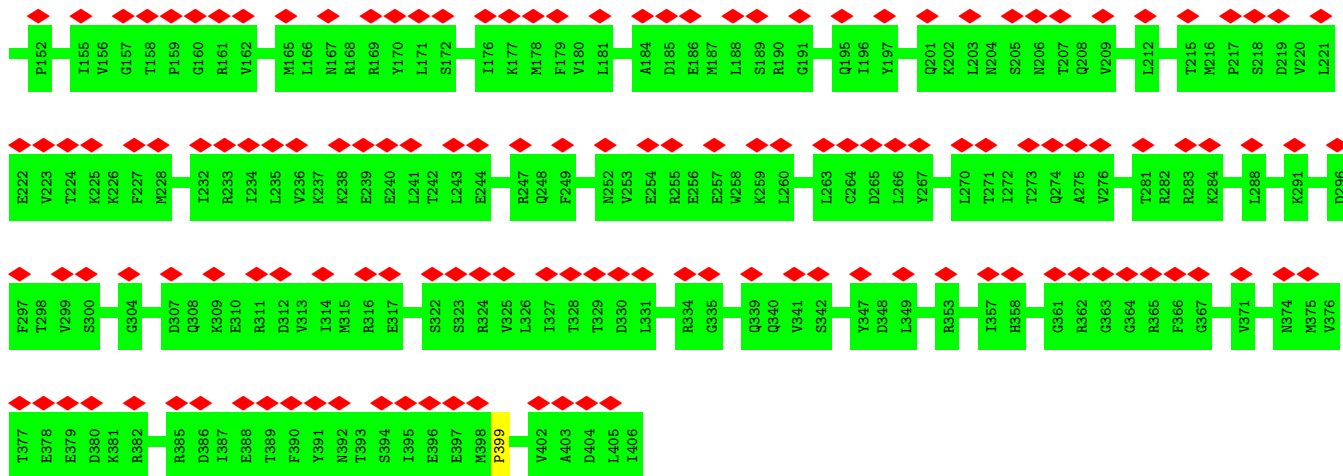 P152 I155 V156 G157 T158 P159 G160 R161 V162 M165 L166 N167 R168 R169 Y170 L171 S172 I176 K177 M178 F179 V180 L181 A184 D185 E186 M187 L188 S189 R190 G191 Q195 I196 Y197 Q201 K202 L203 N204 S205 N206 T207 Q208 V209 L212 T215 M216 P217 S218 D219 V220 L221
E222 V223 T224 K225 K226 F227 M228 I232 R233 I234 L235 V236 K237 K238 E239 E240 L241 T242 L243 E244 R247 Q248 F249 N252 V253 E254 R255 E256 E257 W258 K259 L260 L263 C264 D265 L266 Y267 L270 T271 I272 T273 Q274 A275 V276 T281 R282 R283 K284 L288 K291 D296
F297 T298 V299 S300 G304 D307 Q308 K309 E310 R311 D312 V313 I314 M315 R316 E317 S322 S323 R324 V325 L326 I327 T328 T329 D330 L331 R334 G335 Q339 Q340 V341 S342 Y347 D348 L349 R353 I357 H358 G361 R362 G363 G364 R365 F366 G367 V371 N374 M375 V376
T377 E378 E379 D380 K381 R382 R385 D386 I387 E388 T389 F390 Y391 N392 T393 S394 I395 E396 E397 M398 P399 V402 A403 D404 L405 I406